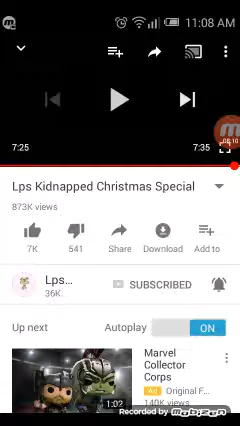 11:08 AM
7:25
7:35
Lps Kidnapped Christmas Special
873K views
7K
541
Share
Download
Add to
Lps...
36K
SUBSCRIBED
Up next
Autoplay
ON
Marvel
Collector
Corps
Ad Original F...
140K views
1:02
Recorded by mobizen